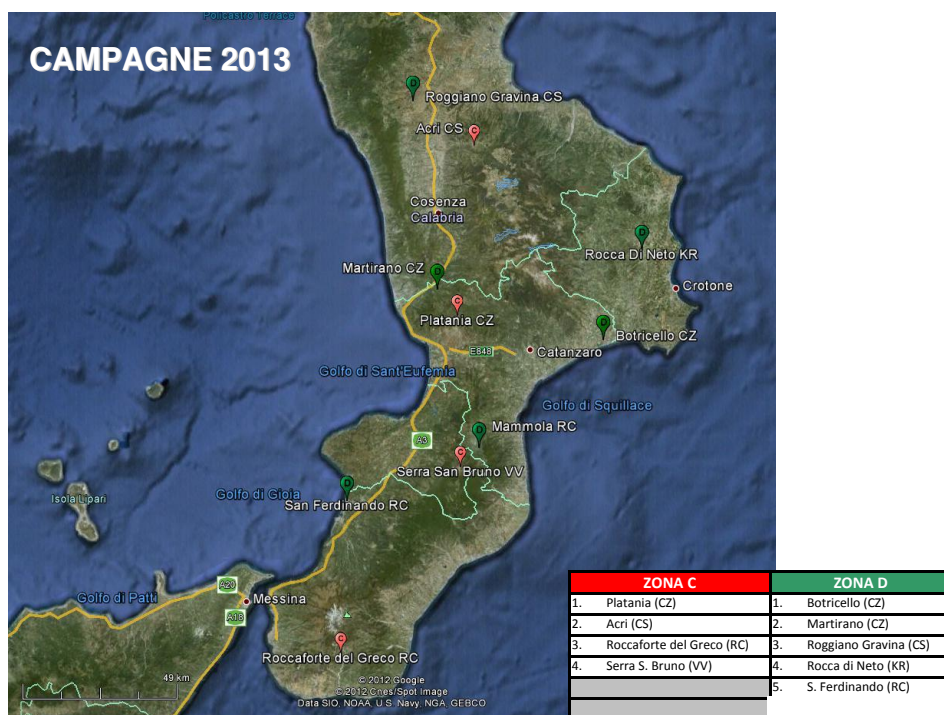 Policastro Terrace
CAMPAGNE 2013
D
Roggiano Gravina CS
Acri CS
C
Cosenza
Calabria
D
Rocca Di Neto KR
Martirano CZ
D
Crotone
C
Platania CZ
D
Botricello CZ
E848
Catanzaro
Golfo di Sant'Eufemia
Golfo di Squillace
Mammola RC
D
A3
C
Serra San Bruno VV
D
Golfo di Gioia
San Ferdinando RC
Isola Lipari
A20
Golfo di Patti
Messina
A18
C
Roccaforte del Greco RC
49 km
© 2012 Google
© 2012 Cnes/Spot Image
Data SIO, NOAA, U.S. Navy, NGA, GEBCO
ZONA C ZONA D
1. Platania (CZ) 1. Botricello (CZ)
2. Acri (CS) 2. Martirano (CZ)
3. Roccaforte del Greco (RC) 3. Roggiano Gravina (CS)
4. Serra S. Bruno (VV) 4. Rocca di Neto (KR)
5. S. Ferdinando (RC)